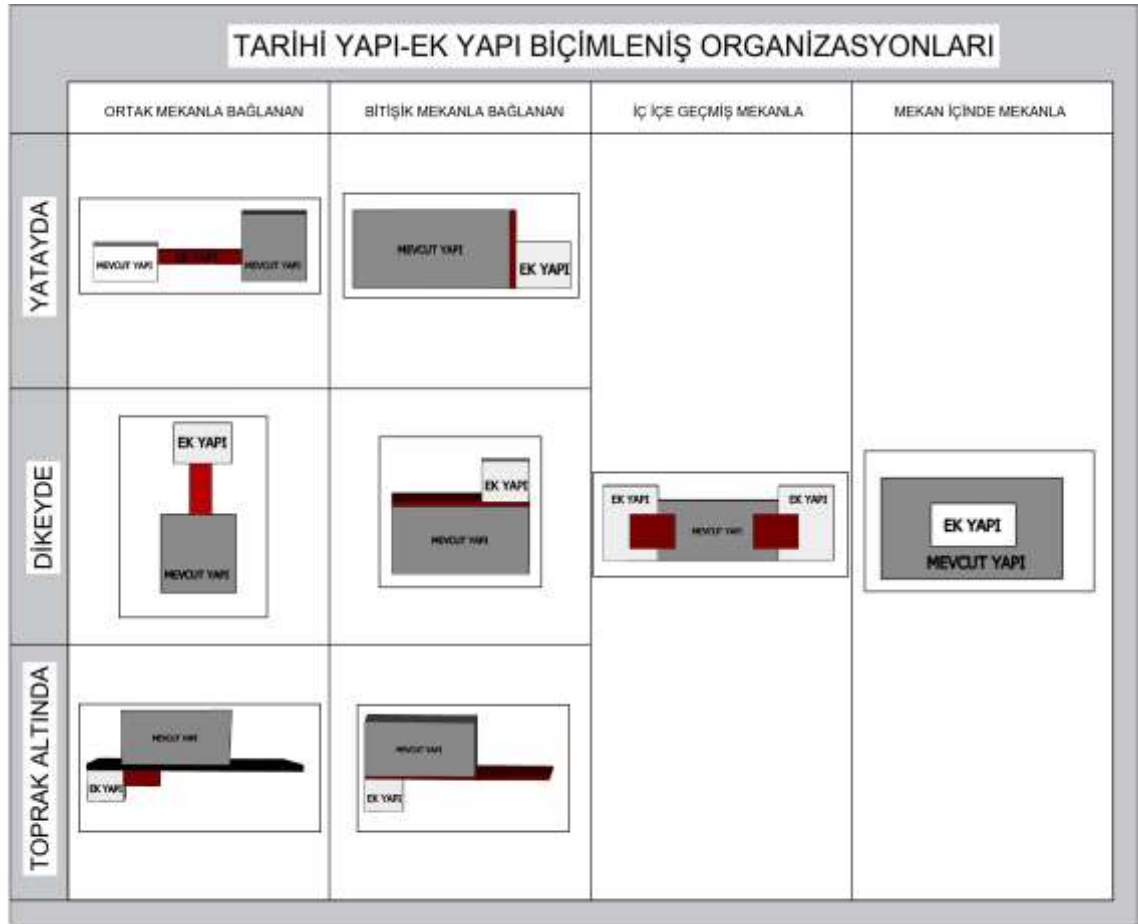 TARİHİ YAPI-EK YAPI BİÇİMLENİŞ ORGANİZASYONLARI
ORTAK MEKANLA BAĞLANAN
BİTİŞİK MEKANLA BAĞLANAN
İÇ İÇE GEÇMİŞ MEKANLA
MEKAN İÇİNDE MEKANLA
YATAYDA
MEVCUT YAPI
EK YAPI
MEVCUT YAPI
MEVCUT YAPI
EK YAPI
DİKEYDE
EK YAPI
MEVCUT YAPI
EK YAPI
MEVCUT YAPI
EK YAPI
MEVCUT YAPI
EK YAPI
EK YAPI
MEVCUT YAPI
TOPRAK ALTINDA
MEVCUT YAPI
EK YAPI
MEVCUT YAPI
EK YAPI